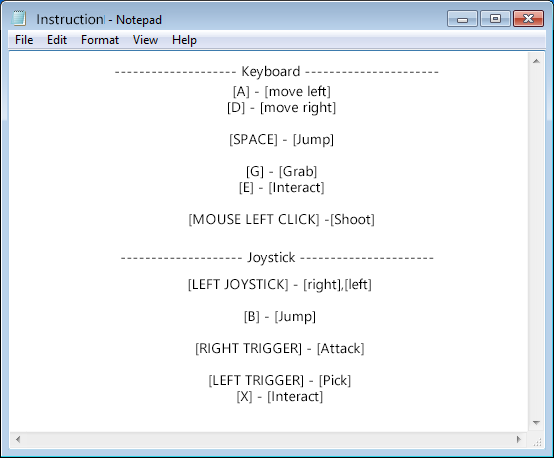 Instruction - Notepad
File Edit Format View Help
-------------------- Keyboard ----------------------
[A] - [move left]
[D] - [move right]
[SPACE] - [Jump]
[G] - [Grab]
[E] - [Interact]
[MOUSE LEFT CLICK] -[Shoot]
-------------------- Joystick ----------------------
[LEFT JOYSTICK] - [right],[left]
[B] - [Jump]
[RIGHT TRIGGER] - [Attack]
[LEFT TRIGGER] - [Pick]
[X] - [Interact]